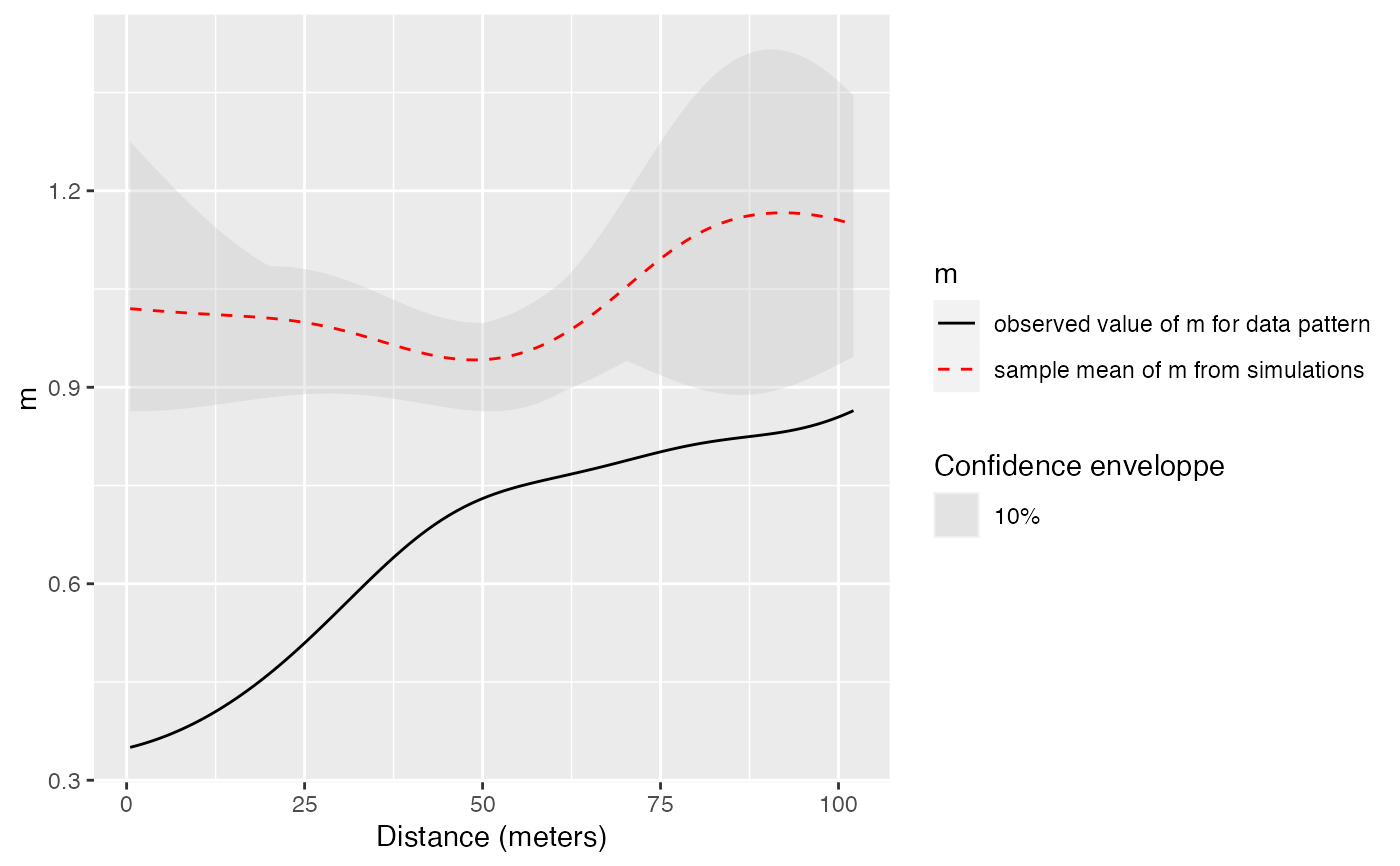 1.2
0.9
0.6
0.3
m
0 25 50 75 100
Distance (meters)
m
observed value of m for data pattern
sample mean of m from simulations
Confidence enveloppe
10%